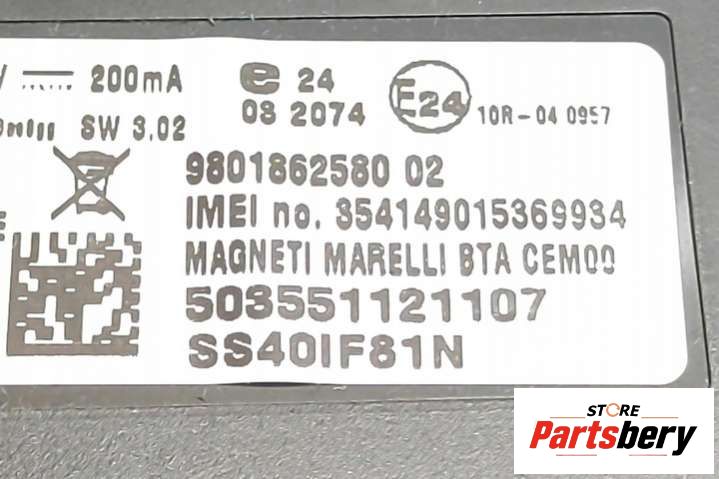 200mA
e 24
08 2074
E24
10R-04 0957
SW 3.02
9801862580 02
IMEI no. 354149015369934
MAGNETI MARELLI BTA CEM00
503551121107
SS40IF81N
STORE
Partsbery